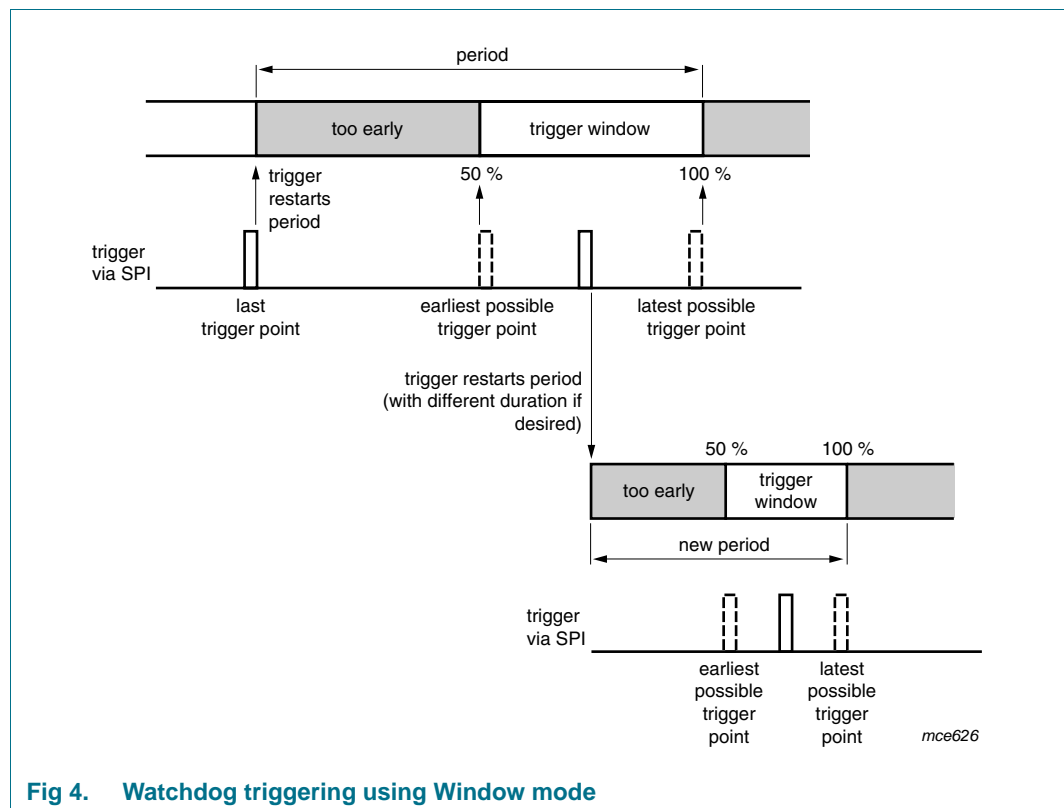 period
too early
trigger window
trigger
restarts
period
50 %
100 %
trigger
via SPI
last
trigger point
earliest possible
trigger point
latest possible
trigger point
trigger restarts period
(with different duration if
desired)
50 %
100 %
too early
trigger
window
new period
trigger
via SPI
earliest
possible
trigger
point
latest
possible
trigger
point
mce626
Fig 4. Watchdog triggering using Window mode